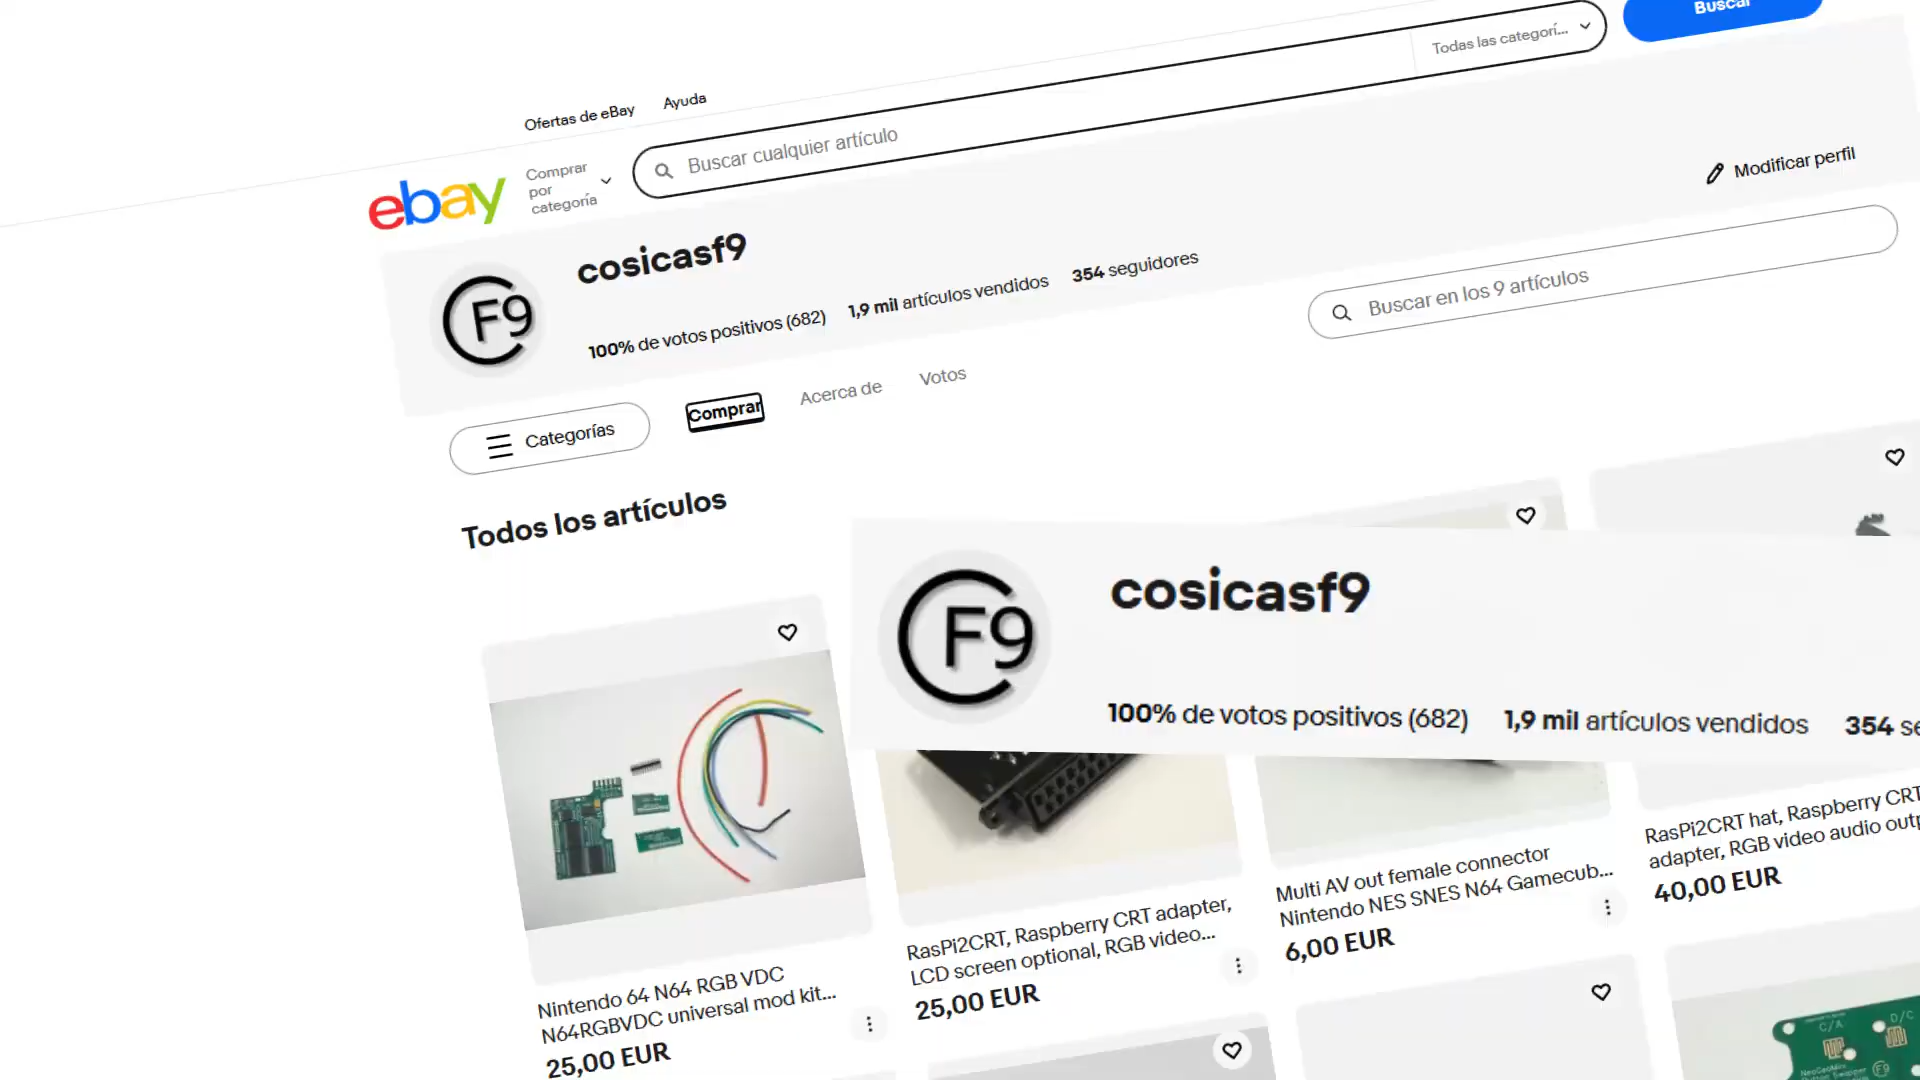 Buscar
Todas las categorí...
Ofertas de eBay
Ayuda
Buscar cualquier artículo
Comprar
por
categoría
ebay
Modificar perfil
cosicasf9
F9
100% de votos positivos (682)
1,9 mil artículos vendidos
354 seguidores
Buscar en los 9 artículos
Categorías
Comprar
Acerca de
Votos
Todos los artículos
cosicasf9
F9
100% de votos positivos (682)
1,9 mil artículos vendidos
354 se
Nintendo 64 N64 RGB VDC
N64RGBVDC universal mod kit...
25,00 EUR
RasPi2CRT, Raspberry CRT adapter,
LCD screen optional, RGB video...
25,00 EUR
Multi AV out female connector
Nintendo NES SNES N64 Gamecub...
6,00 EUR
RasPi2CRT hat, Raspberry CRT
adapter, RGB video audio outp
40,00 EUR
C/A
D/C
F9